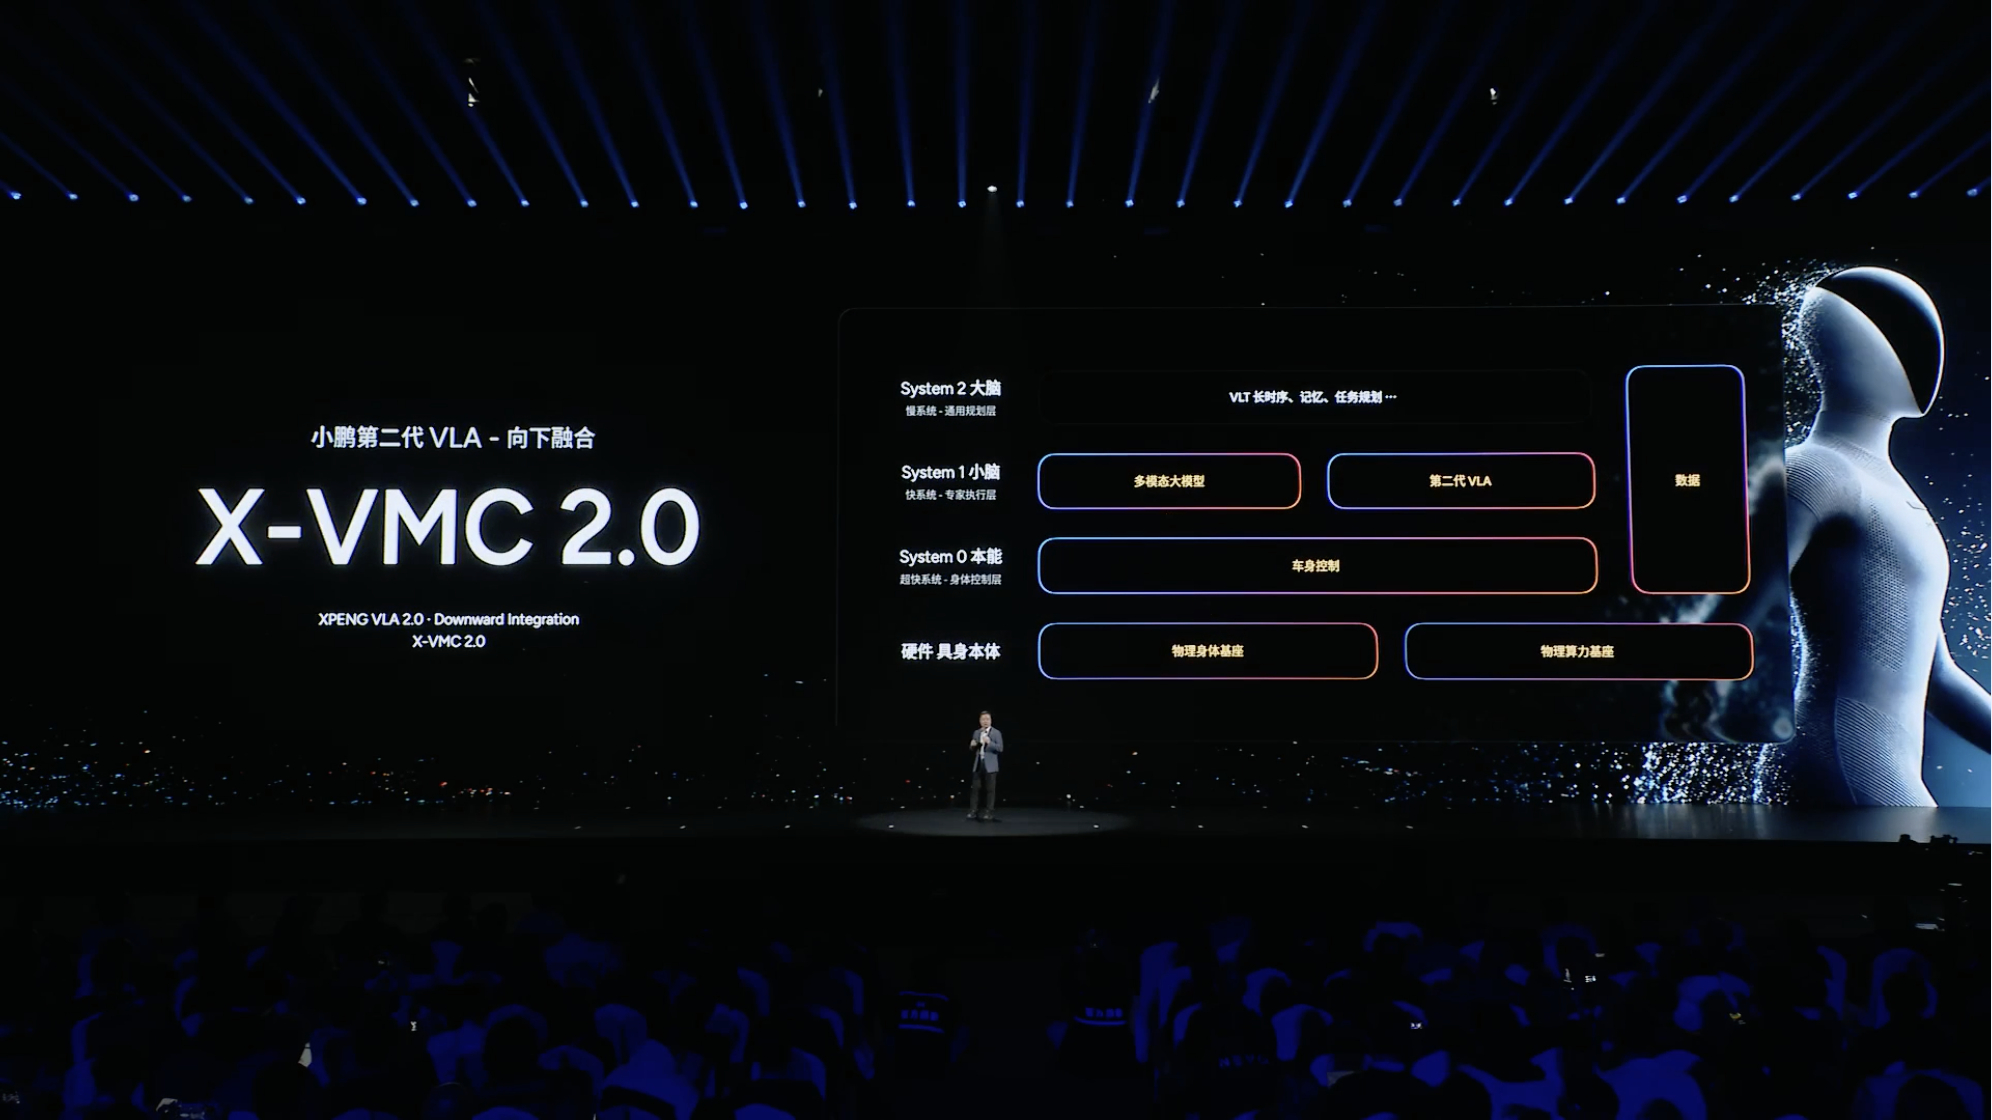 小鹏第二代 VLA - 向下融合
X-VMC 2.0
XPENG VLA 2.0 · Downward Integration
X-VMC 2.0
System 2 大脑
慢系统 - 通用规划层
VLT 长时序、记忆、任务规划 ···
System 1 小脑
快系统 - 专家执行层
多模态大模型
第二代 VLA
数据
System 0 本能
超快系统 - 身体控制层
车身控制
硬件 具身本体
物理身体基座
物理算力基座